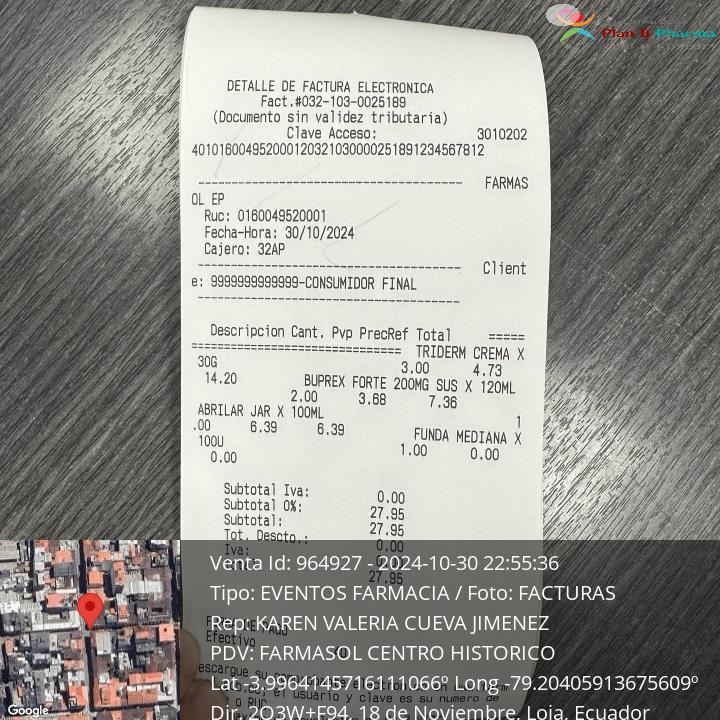 Plan B Pharma
DETALLE DE FACTURA ELECTRONICA
Fact.#032-103-0025189
(Documento sin validez tributaria)
Clave Acceso: 3010202
401016004952000120321030000251891234567812
---------------------------------------- FARMAS
OL EP
Ruc: 0160049520001
Fecha-Hora: 30/10/2024
Cajero: 32AP
---------------------------------------- Client
e: 9999999999999-CONSUMIDOR FINAL
----------------------------------------
Descripcion Cant. Pvp PrecRef Total =====
================================ TRIDERM CREMA X
30G 3.00 4.73
14.20 BUPREX FORTE 200MG SUS X 120ML
2.00 3.68 7.36
ABRILAR JAR X 100ML 1
.00 6.39 6.39 FUNDA MEDIANA X
100U 1.00 0.00
0.00
Subtotal Iva: 0.00
Subtotal 0%: 27.95
Subtotal: 27.95
Tot. Descto.: 0.00
Iva:
27.95
Efectivo
Venta Id: 964927 - 2024-10-30 22:55:36
Tipo: EVENTOS FARMACIA / Foto: FACTURAS
Rep: KAREN VALERIA CUEVA JIMENEZ
PDV: FARMASOL CENTRO HISTORICO
Lat -3.9964145716111066º Long -79.20405913675609º
Dir. 2Q3W+F94, 18 de Noviembre, Loja, Ecuador
Google